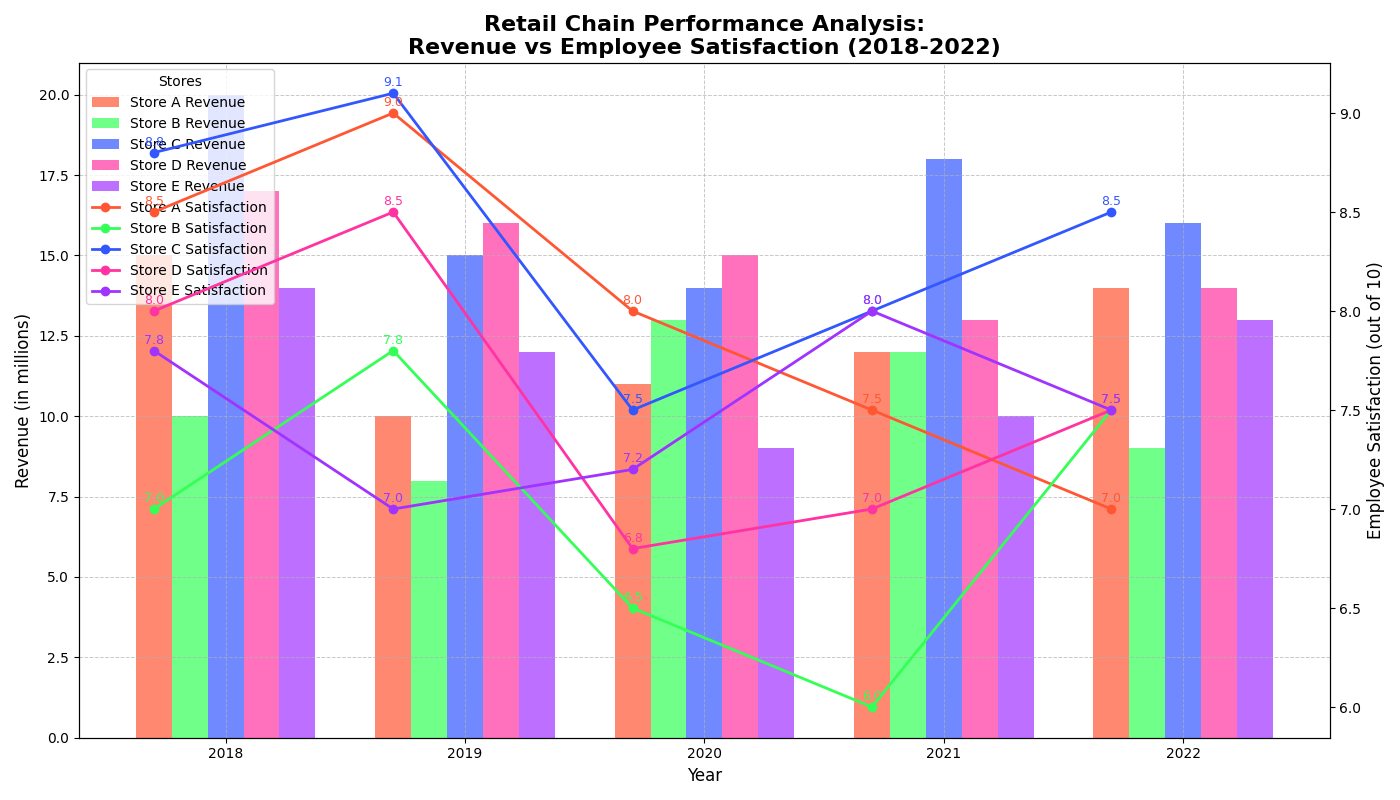 Retail Chain Performance Analysis:
Revenue vs Employee Satisfaction (2018-2022)
Stores
Store A Revenue
Store B Revenue
Store C Revenue
Store D Revenue
Store E Revenue
Store A Satisfaction
Store B Satisfaction
Store C Satisfaction
Store D Satisfaction
Store E Satisfaction
Revenue (in millions)
20.0
17.5
15.0
12.5
10.0
7.5
5.0
2.5
0.0
8.8
8.5
8.0
7.8
7.0
9.1
9.0
8.5
7.8
7.0
8.0
7.5
7.2
6.8
6.5
8.0
7.5
7.0
6.0
8.5
7.5
7.0
9.0
8.5
8.0
7.5
7.0
6.5
6.0
Employee Satisfaction (out of 10)
2018
2019
2020
2021
2022
Year